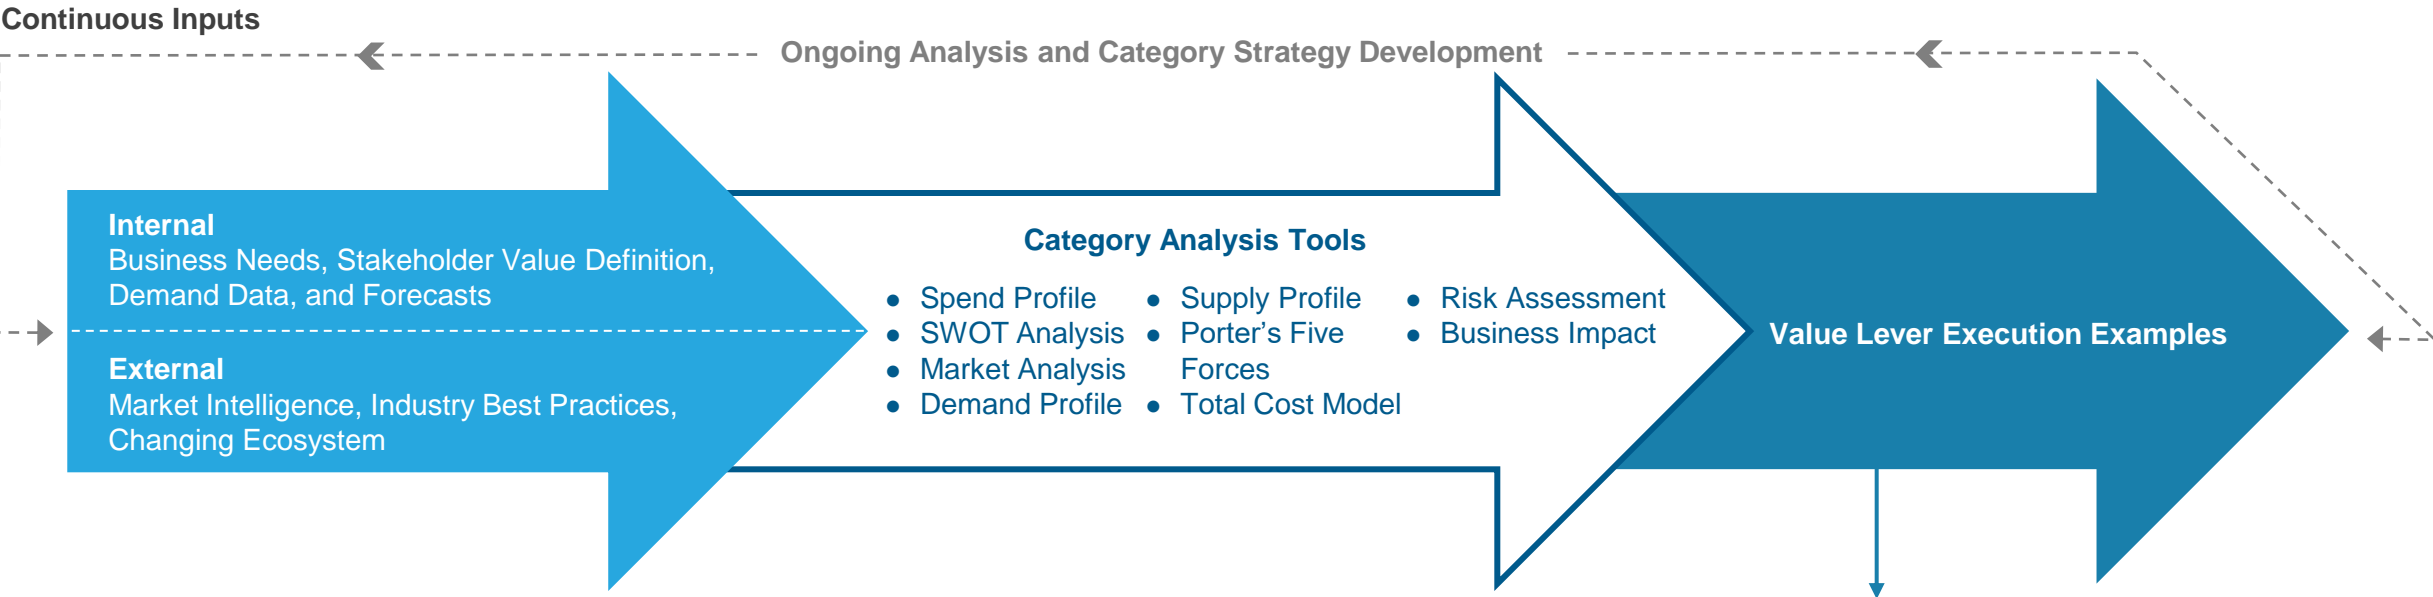 Continuous Inputs
Ongoing Analysis and Category Strategy Development
Internal
Business Needs, Stakeholder Value Definition,
Demand Data, and Forecasts
External
Market Intelligence, Industry Best Practices,
Changing Ecosystem
Category Analysis Tools
● Spend Profile
● SWOT Analysis
● Market Analysis
● Demand Profile
● Supply Profile
● Porter’s Five
Forces
● Total Cost Model
● Risk Assessment
● Business Impact
Value Lever Execution Examples